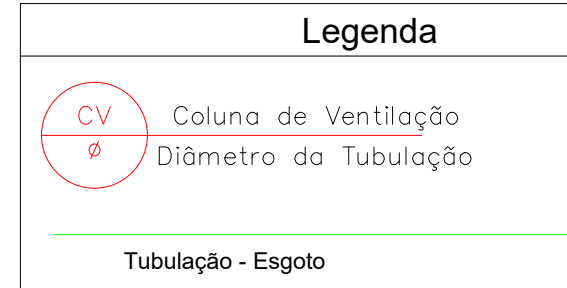 Legenda
CV Coluna de Ventilação
Ø Diâmetro da Tubulação
Tubulação - Esgoto